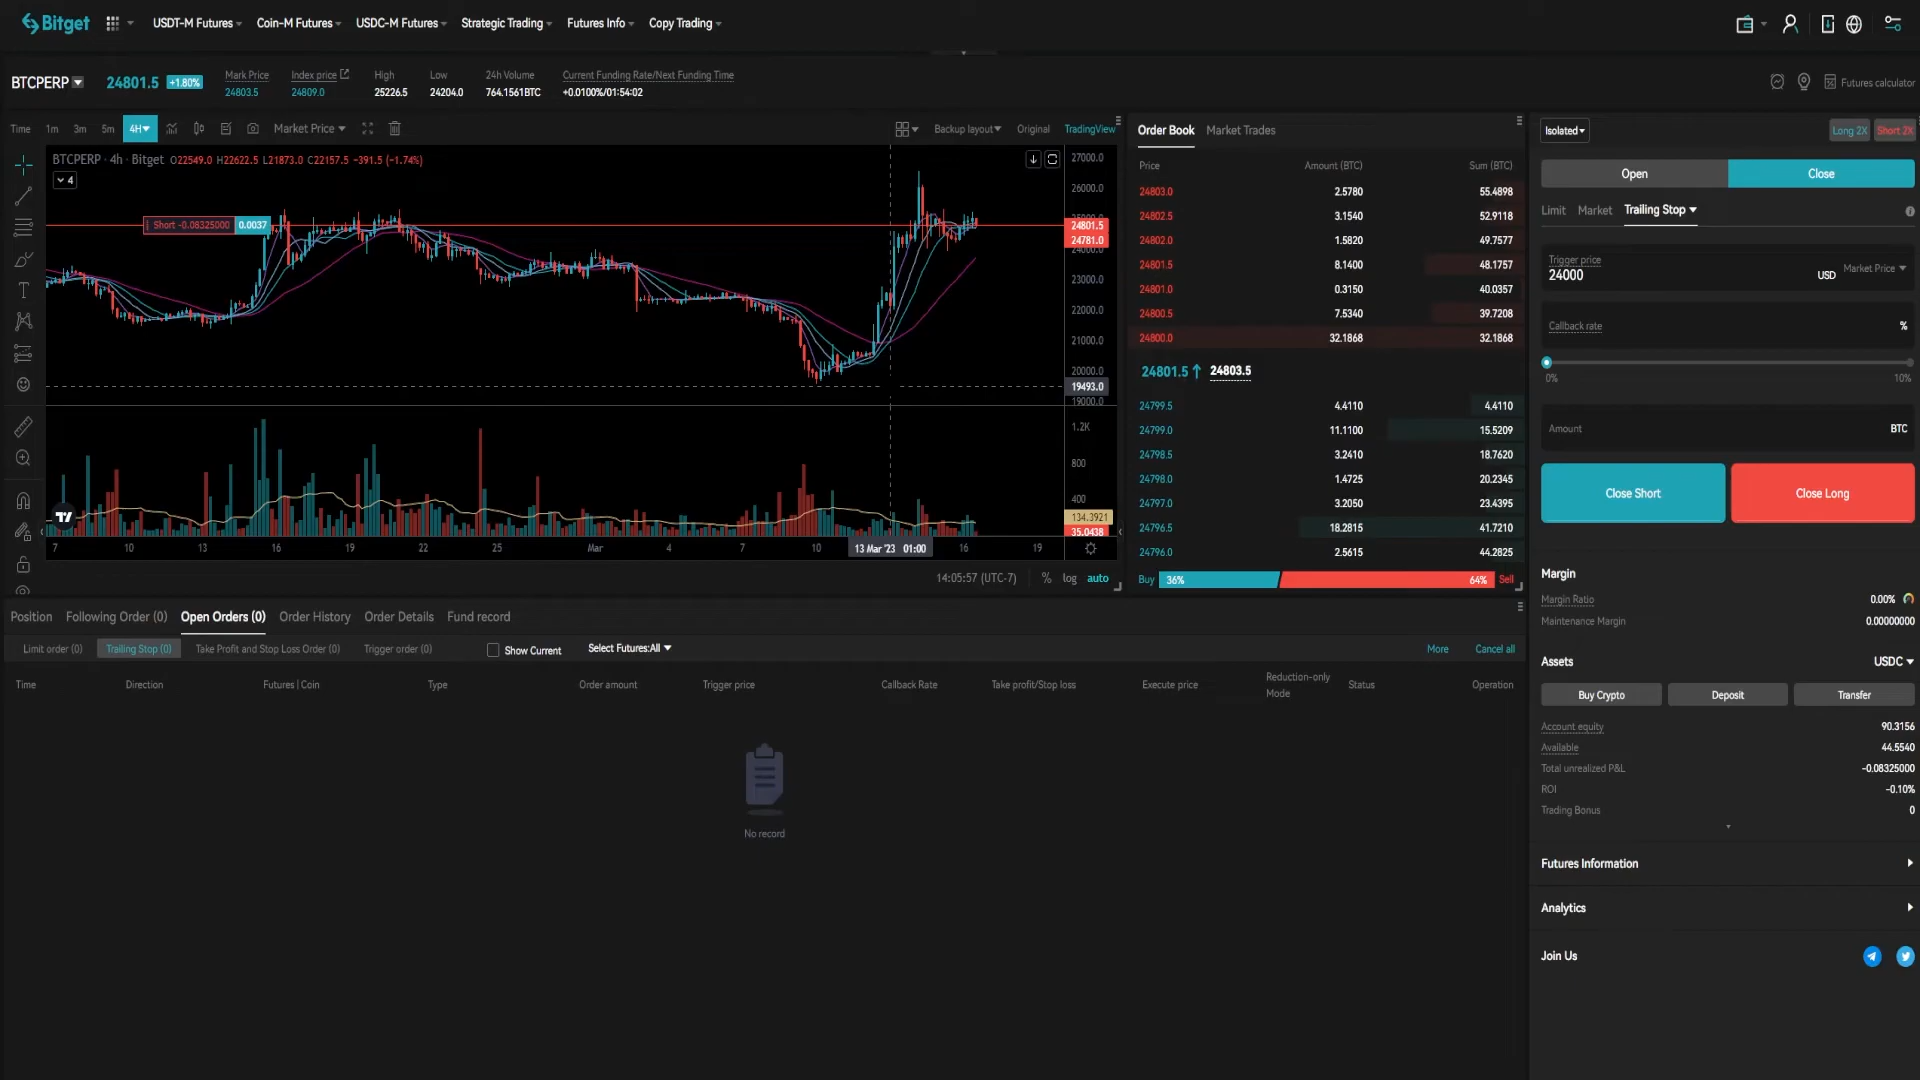 Bitget
USDT-M Futures
Coin-M Futures
USDC-M Futures
Strategic Trading
Futures Info
Copy Trading
BTCPERP
24801.5
+1.80%
Mark Price
24803.5
Index price
24809.0
High
25226.5
Low
24204.0
24h Volume
764.1561BTC
Current Funding Rate/Next Funding Time
+0.0100%/01:54:02
Futures calculator
Time 1m 3m 5m 4H Market Price
Backup layout Original TradingView
BTCPERP · 4h · Bitget O22549.0 H22622.5 L21873.0 C22157.5 -391.5 (-1.74%)
4
Short -0.08325000 0.0037
27000.0
26000.0
24801.5
24781.0
24000.0
23000.0
22000.0
21000.0
20000.0
19493.0
19000.0
1.2K
800
400
134.3921
35.0438
7 10 13 16 19 22 25 Mar 4 7 10 13 Mar '23 01:00 16 19
14:05:57 (UTC-7) % log auto
Order Book Market Trades
Price Amount (BTC) Sum (BTC)
24803.0 2.5780 55.4898
24802.5 3.1540 52.9118
24802.0 1.5820 49.7577
24801.5 8.1400 48.1757
24801.0 0.3150 40.0357
24800.5 7.5340 39.7208
24800.0 32.1868 32.1868
24801.5 ↑ 24803.5
24799.5 4.4110 4.4110
24799.0 11.1100 15.5209
24798.5 3.2410 18.7620
24798.0 1.4725 20.2345
24797.0 3.2050 23.4395
24796.5 18.2815 41.7210
24796.0 2.5615 44.2825
Buy 36% 64% Sell
Isolated
Long 2X Short 2X
Open Close
Limit Market Trailing Stop
Trigger price
24000
USD Market Price
Callback rate %
0% 10%
Amount BTC
Close Short Close Long
Margin
Margin Ratio 0.00%
Maintenance Margin 0.00000000
Assets USDC
Buy Crypto Deposit Transfer
Account equity 90.3156
Available 44.5540
Total unrealized P&L -0.08325000
ROI -0.10%
Trading Bonus 0
Futures Information
Analytics
Join Us
Position Following Order (0) Open Orders (0) Order History Order Details Fund record
Limit order (0) Trailing Stop (0) Take Profit and Stop Loss Order (0) Trigger order (0) Show Current Select Futures:All More Cancel all
Time Direction Futures | Coin Type Order amount Trigger price Callback Rate Take profit/Stop loss Execute price Reduction-only Mode Status Operation
No record